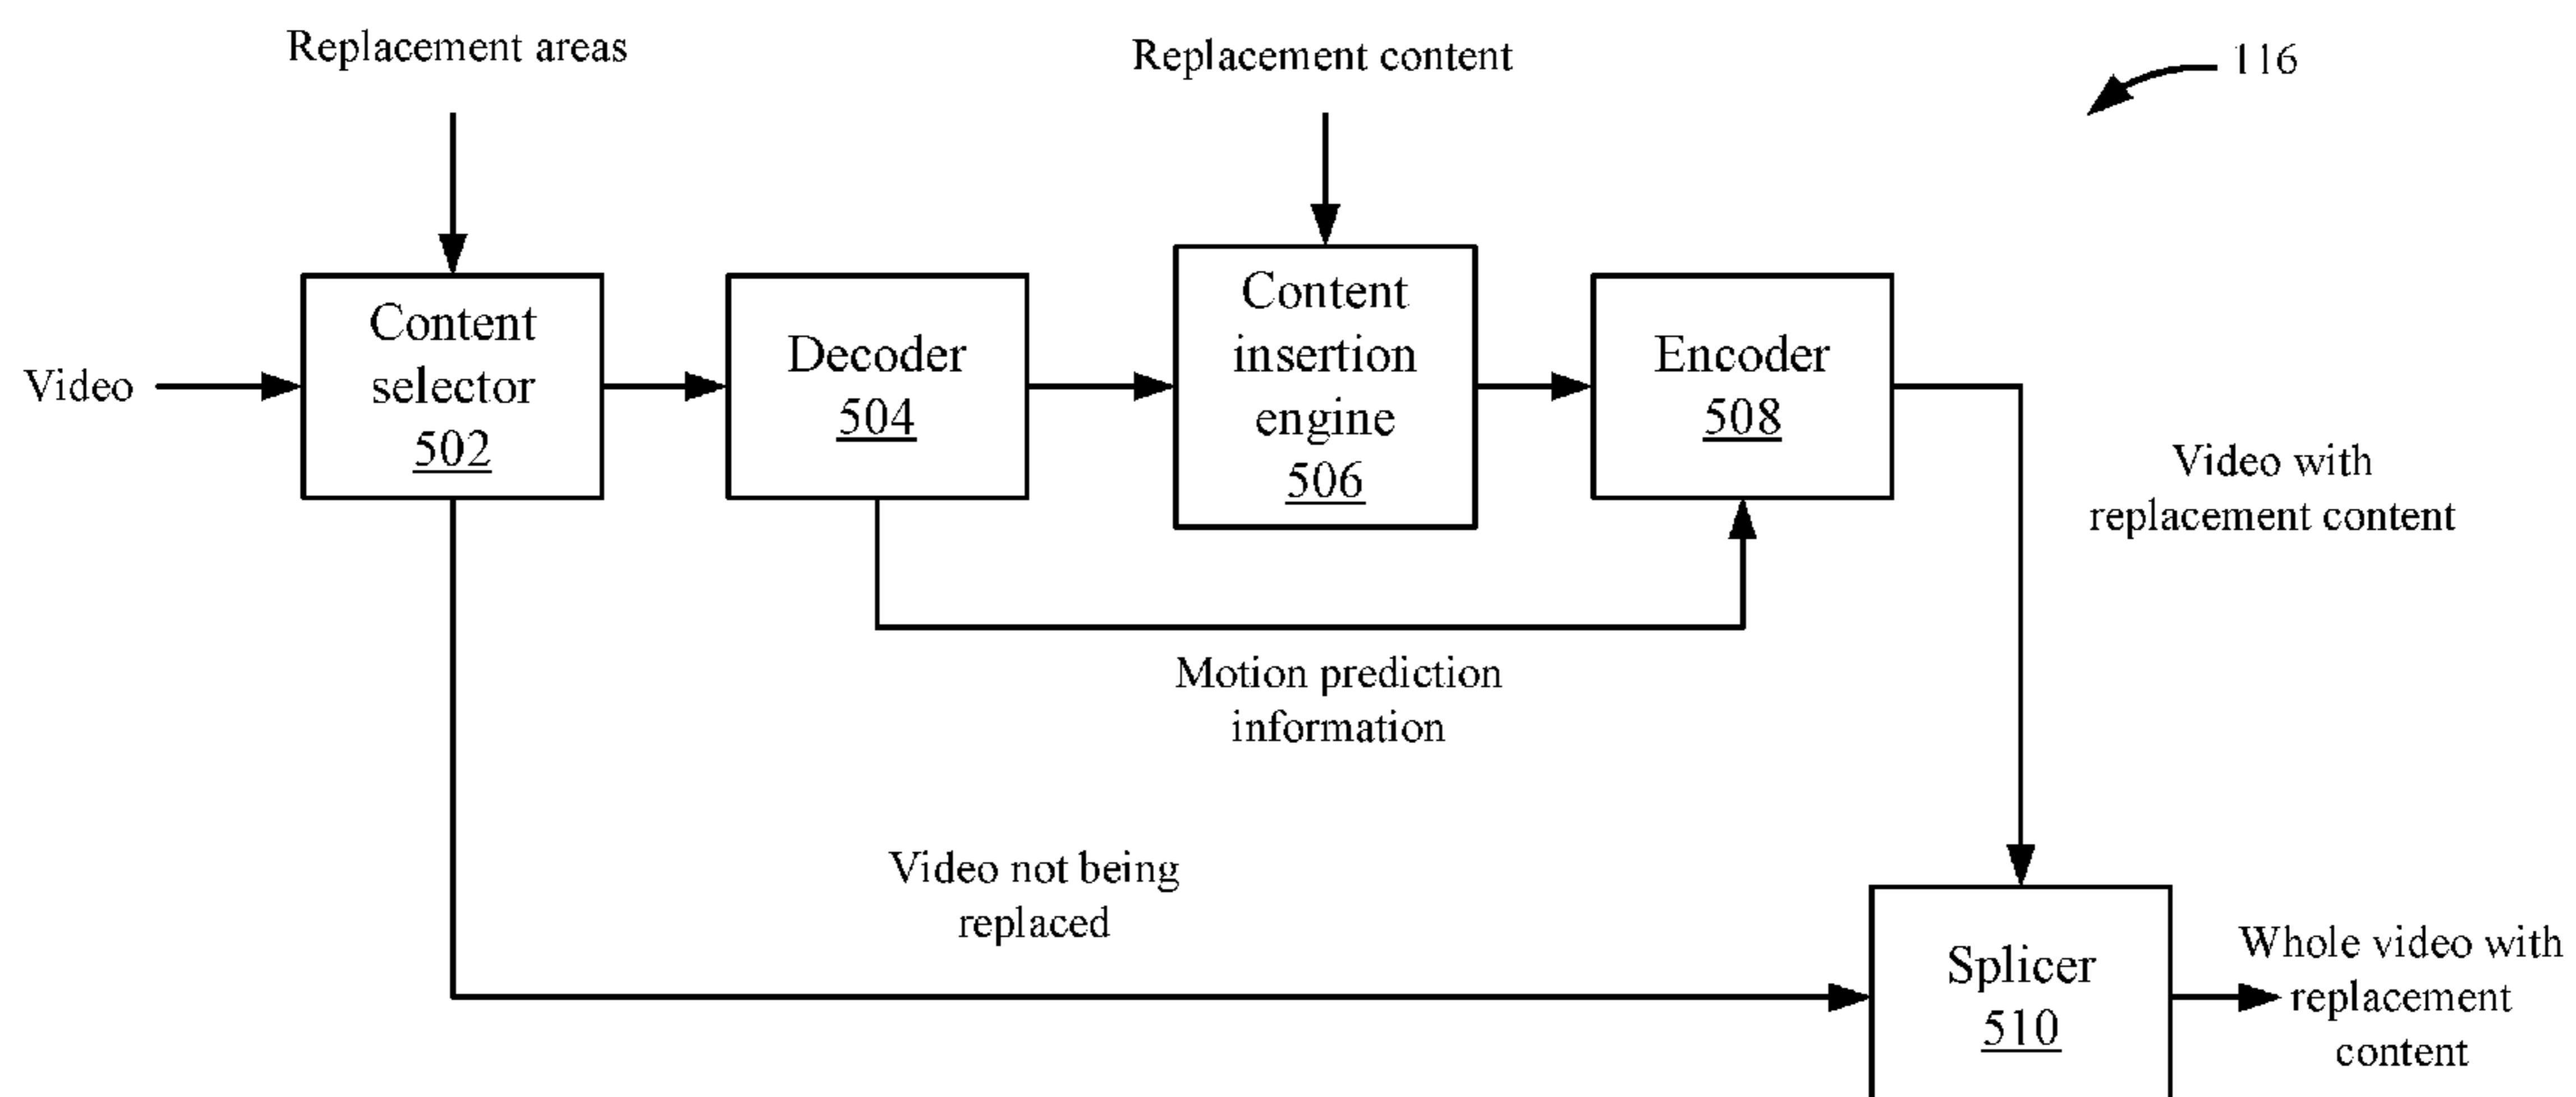 Replacement areas
Replacement content
116
Video
Content
selector
502
Decoder
504
Content
insertion
engine
506
Encoder
508
Video with
replacement content
Motion prediction
information
Video not being
replaced
Splicer
510
Whole video with
replacement
content